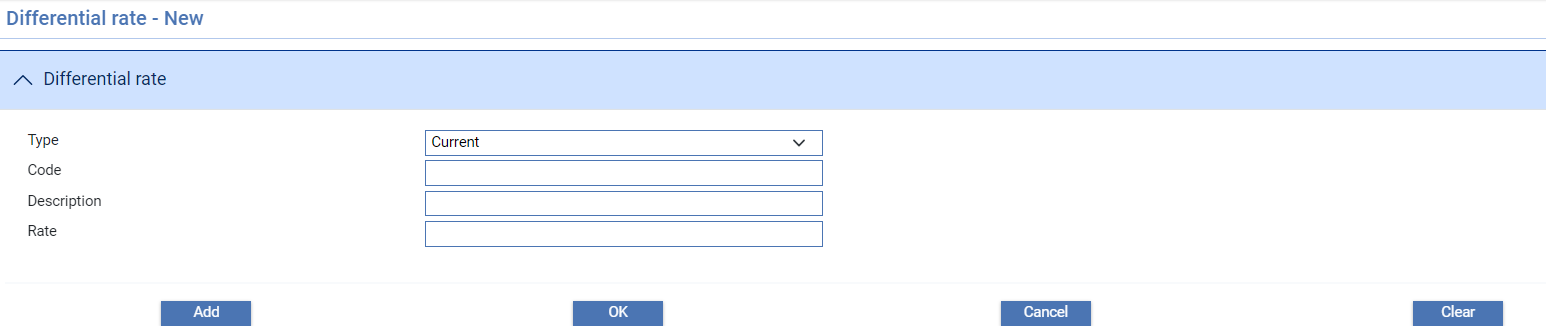 Differential rate - New
Differential rate
Type Current
Code
Description
Rate
Add OK Cancel Clear